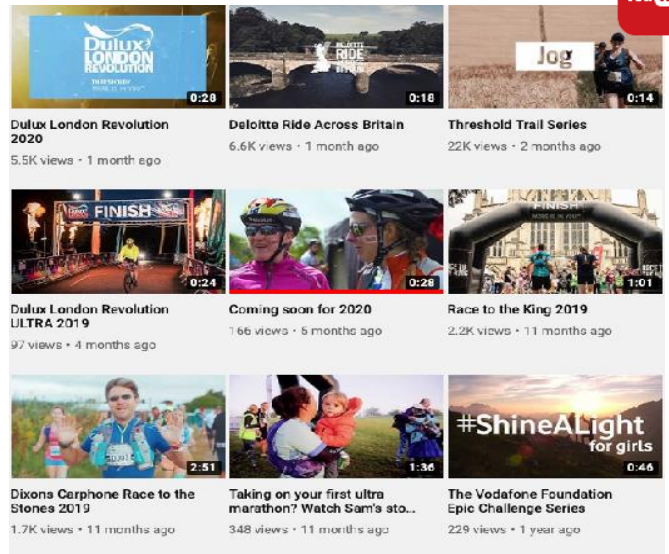 Dulux
LONDON
REVOLUTION
0:28
RIDE
0:18
Jog
0:14
Dulux London Revolution
2020
5.5K views • 1 month ago
Deloitte Ride Across Britain
6.6K views • 1 month ago
Threshold Trail Series
22K views • 2 months ago
FINISH
0:24
0:28
FINISH
1:01
Dulux London Revolution
ULTRA 2019
97 views • 4 months ago
Coming soon for 2020
166 views • 5 months ago
Race to the King 2019
2.2K views • 11 months ago
2:51
1:36
#ShineALight
for girls
0:46
Dixons Carphone Race to the
Stones 2019
1.7K views • 11 months ago
Taking on your first ultra
marathon? Watch Sam's sto...
348 views • 11 months ago
The Vodafone Foundation
Epic Challenge Series
229 views • 1 year ago